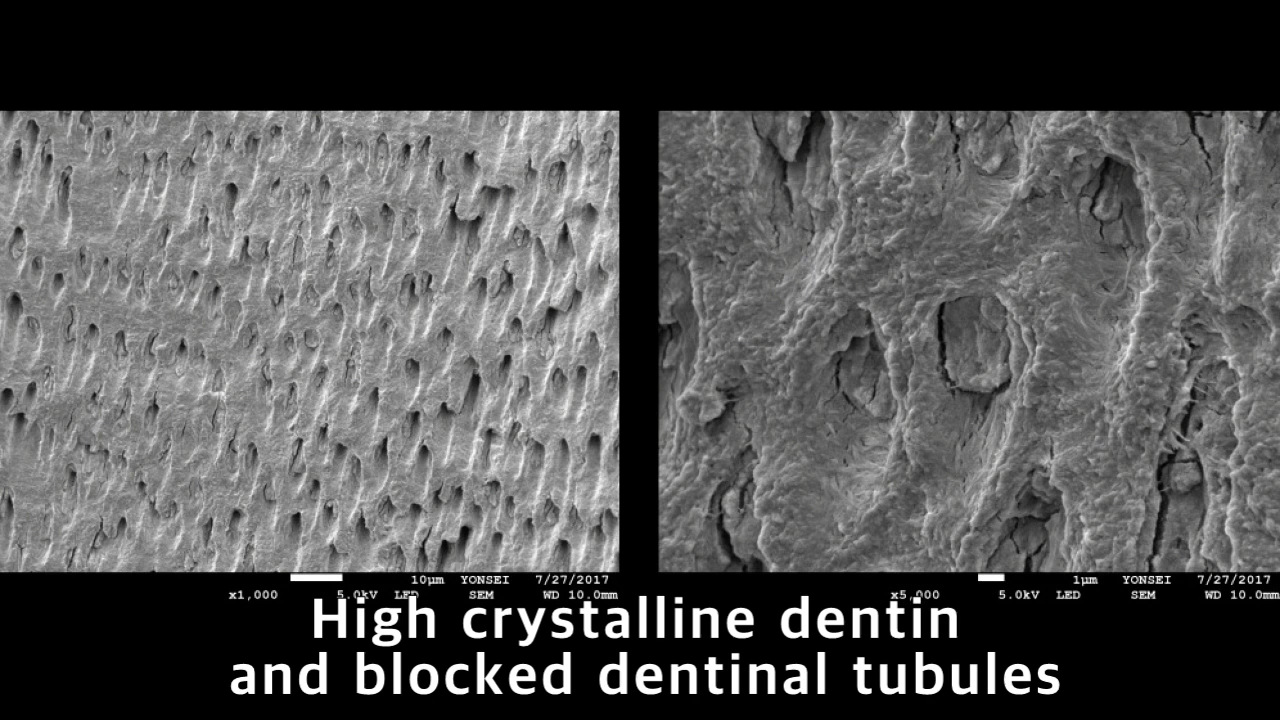 10µm YONSEI 7/27/2017
x1,000 5.0kV LED SEM WD 10.0mm
1µm YONSEI 7/27/2017
x5,000 5.0kV LED SEM WD 10.0mm
High crystalline dentin
and blocked dentinal tubules